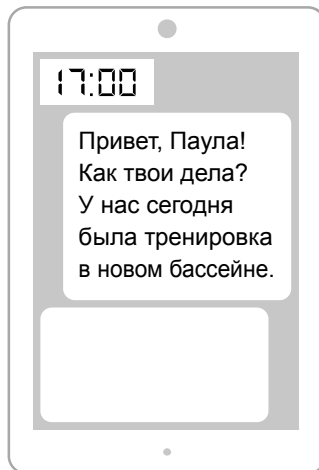 17:00
Привет, Паула!
Как твои дела?
У нас сегодня
была тренировка
в новом бассейне.